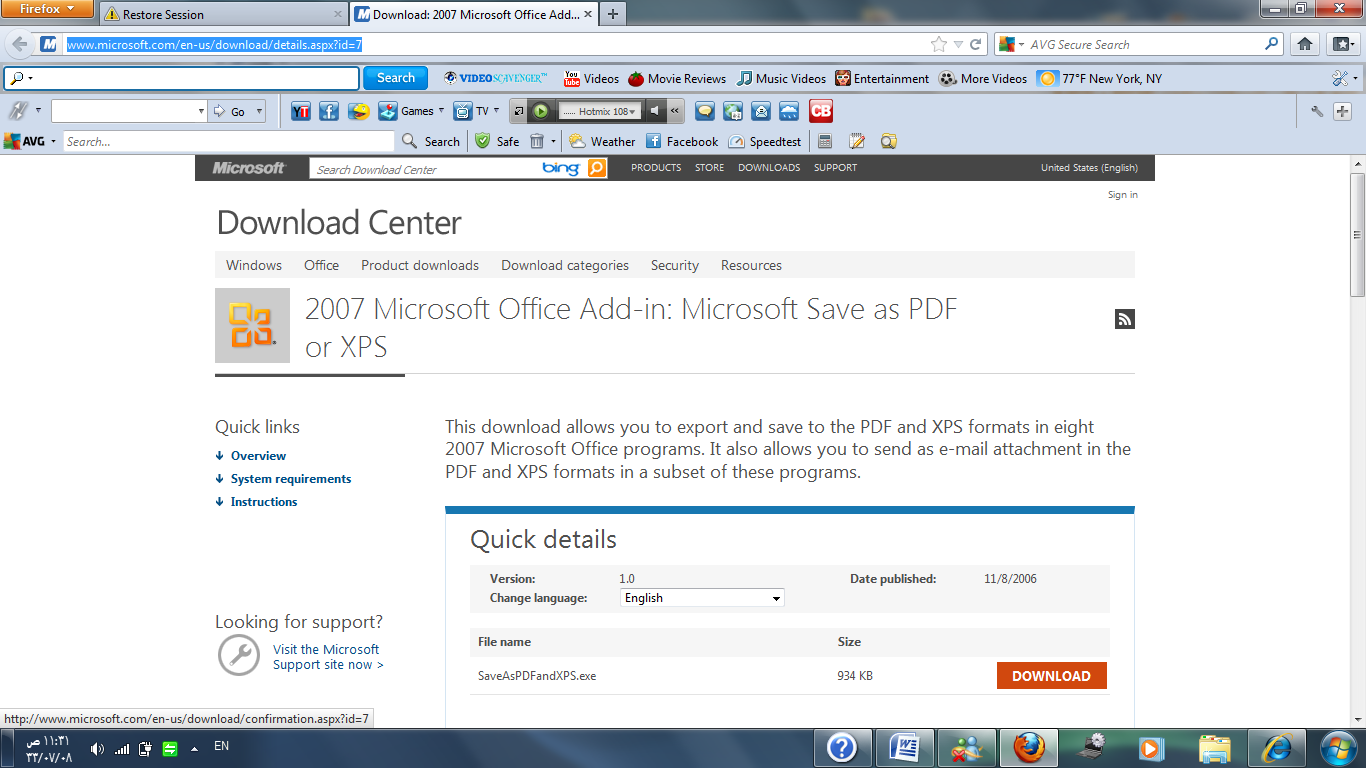 Firefox
Restore Session
Download: 2007 Microsoft Office Add...
www.microsoft.com/en-us/download/details.aspx?id=7
AVG Secure Search
Search
VIDEO SCAVENGER™
Videos
Movie Reviews
Music Videos
Entertainment
More Videos
77°F New York, NY
Go
YT
Games
TV
..... Hotmix 108
CB
AVG
Search...
Search
Safe
Weather
Facebook
Speedtest
Microsoft
Search Download Center
bing
PRODUCTS STORE DOWNLOADS SUPPORT
United States (English)
Sign in
Download Center
Windows Office Product downloads Download categories Security Resources
2007 Microsoft Office Add-in: Microsoft Save as PDF
or XPS
Quick links
Overview
System requirements
Instructions
Looking for support?
Visit the Microsoft
Support site now >
This download allows you to export and save to the PDF and XPS formats in eight
2007 Microsoft Office programs. It also allows you to send as e-mail attachment in the
PDF and XPS formats in a subset of these programs.
Quick details
Version: 1.0 Date published: 11/8/2006
Change language: English
File name Size
SaveAsPDFandXPS.exe 934 KB DOWNLOAD
http://www.microsoft.com/en-us/download/confirmation.aspx?id=7
١١:٣١ ص
٣٣/٠٧/٠٨
EN